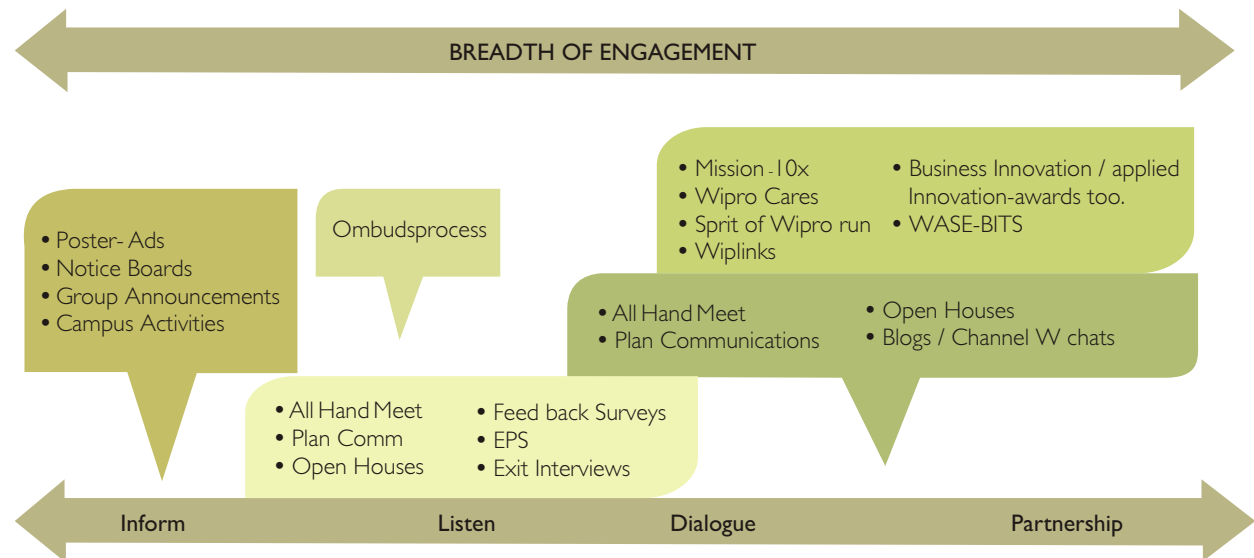 BREADTH OF ENGAGEMENT
• Poster- Ads
• Notice Boards
• Group Announcements
• Campus Activities
Ombudsprocess
• Mission -10x
• Wipro Cares
• Sprit of Wipro run
• Wiplinks
• Business Innovation / applied
Innovation-awards too.
• WASE-BITS
• All Hand Meet
• Plan Communications
• Open Houses
• Blogs / Channel W chats
• All Hand Meet
• Plan Comm
• Open Houses
• Feed back Surveys
• EPS
• Exit Interviews
Inform
Listen
Dialogue
Partnership